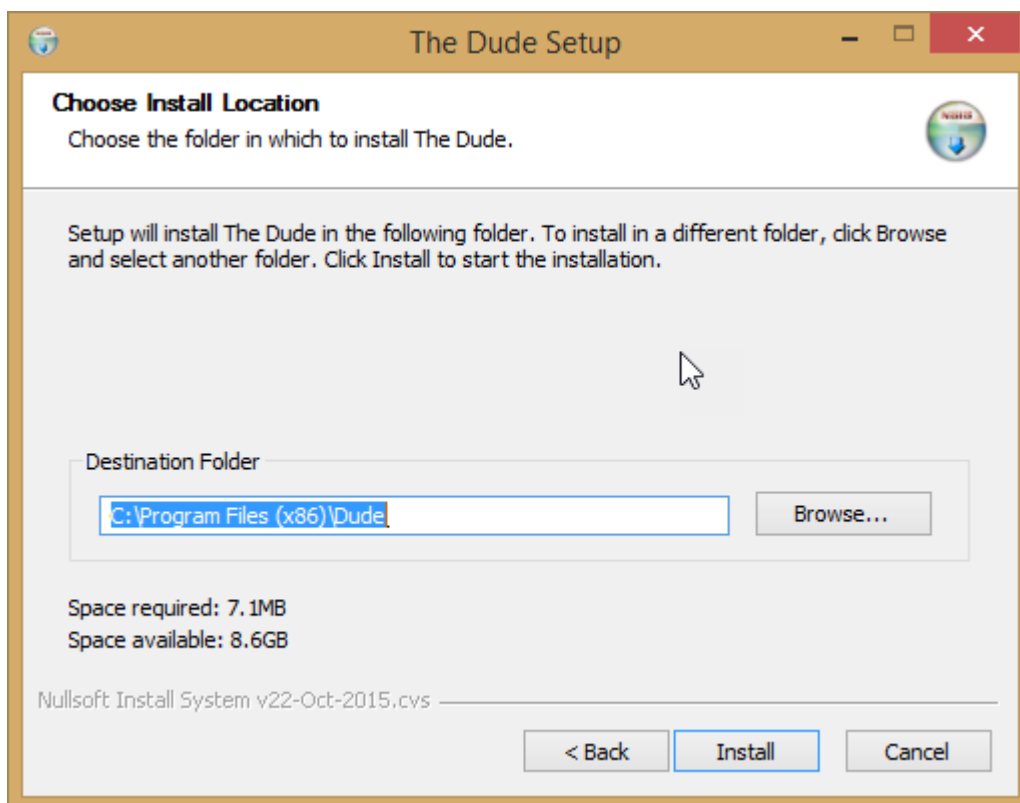 The Dude Setup
Choose Install Location
Choose the folder in which to install The Dude.
NSIS
Setup will install The Dude in the following folder. To install in a different folder, click Browse
and select another folder. Click Install to start the installation.
Destination Folder
C:\Program Files (x86)\Dude
Browse...
Space required: 7.1MB
Space available: 8.6GB
Nullsoft Install System v22-Oct-2015.cvs
< Back
Install
Cancel